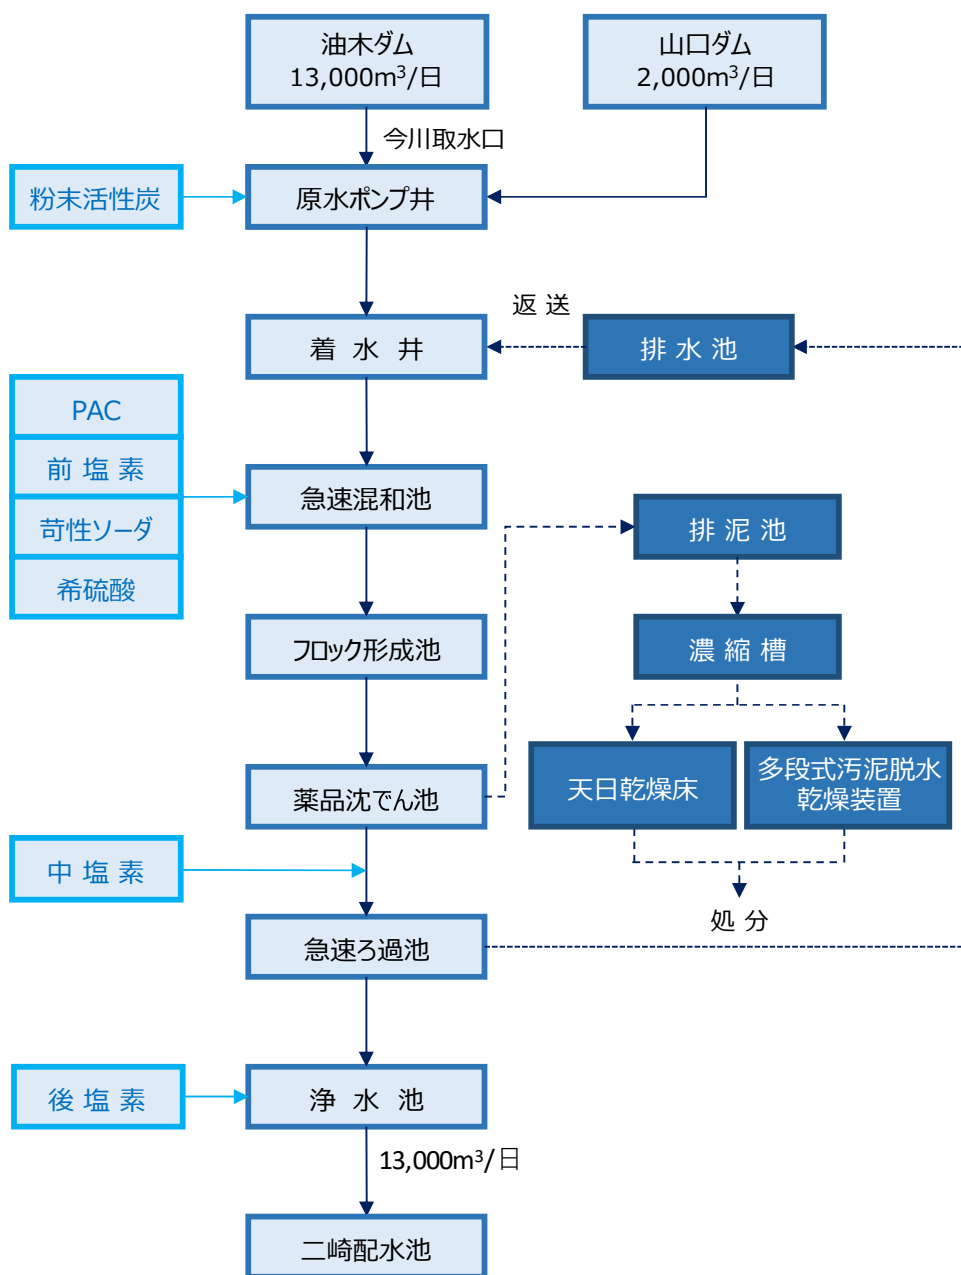 油木ダム
13,000m³/日
山口ダム
2,000m³/日
今川取水口
粉末活性炭
原水ポンプ井
返 送
着 水 井
排 水 池
PAC
前 塩 素
苛性ソーダ
希硫酸
急速混和池
排 泥 池
フロック形成池
濃 縮 槽
薬品沈でん池
天日乾燥床
多段式汚泥脱水
乾燥装置
中 塩 素
処 分
急速ろ過池
後 塩 素
浄 水 池
13,000m³/日
二崎配水池